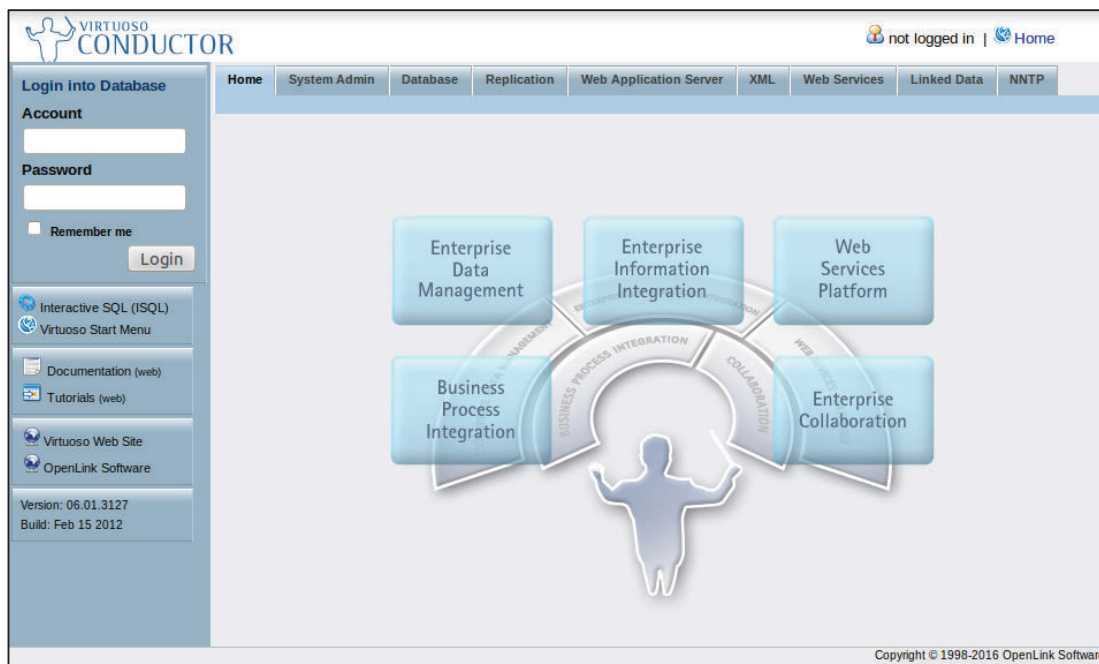 VIRTUOSO
CONDUCTOR
not logged in | Home
Login into Database
Account
Password
Remember me
Login
Interactive SQL (ISQL)
Virtuoso Start Menu
Documentation (web)
Tutorials (web)
Virtuoso Web Site
OpenLink Software
Version: 06.01.3127
Build: Feb 15 2012
Home System Admin Database Replication Web Application Server XML Web Services Linked Data NNTP
Enterprise
Data
Management
Enterprise
Information
Integration
Web
Services
Platform
Business
Process
Integration
Enterprise
Collaboration
BUSINESS PROCESS INTEGRATION
COLLABORATION
Copyright © 1998-2016 OpenLink Software